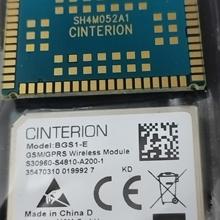 SH4M052A1
CINTERION
CINTERION
Model:BGS1-E
GSM/GPRS Wireless Module
S30960-S4810-A200-1
35470310 019992 7
KD
Made in China D